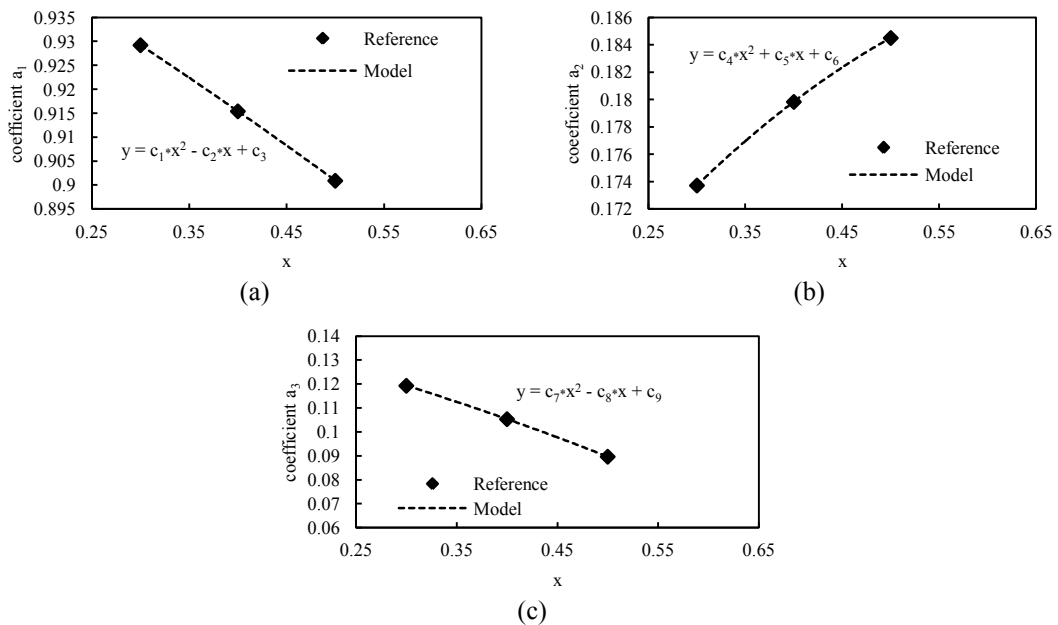 0.935
0.93
0.925
0.92
0.915
0.91
0.905
0.9
0.895
coefficient a₁
Reference
Model
y = c₁*x² - c₂*x + c₃
0.25 0.35 0.45 0.55 0.65
x
(a)
0.186
0.184
0.182
0.18
0.178
0.176
0.174
0.172
coeeficient a₂
y = c₄*x² + c₅*x + c₆
Reference
Model
0.25 0.35 0.45 0.55 0.65
x
(b)
0.14
0.13
0.12
0.11
0.1
0.09
0.08
0.07
0.06
coefficient a₃
y = c₇*x² - c₈*x + c₉
Reference
Model
0.25 0.35 0.45 0.55 0.65
x
(c)